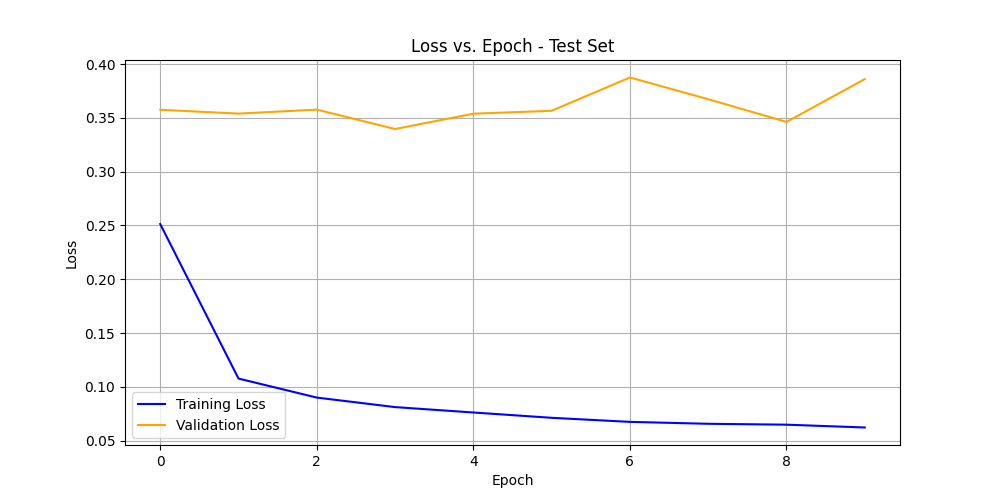 Loss vs. Epoch - Test Set
0.40
0.35
0.30
0.25
0.20
0.15
0.10
0.05
Loss
Training Loss
Validation Loss
0 2 4 6 8
Epoch